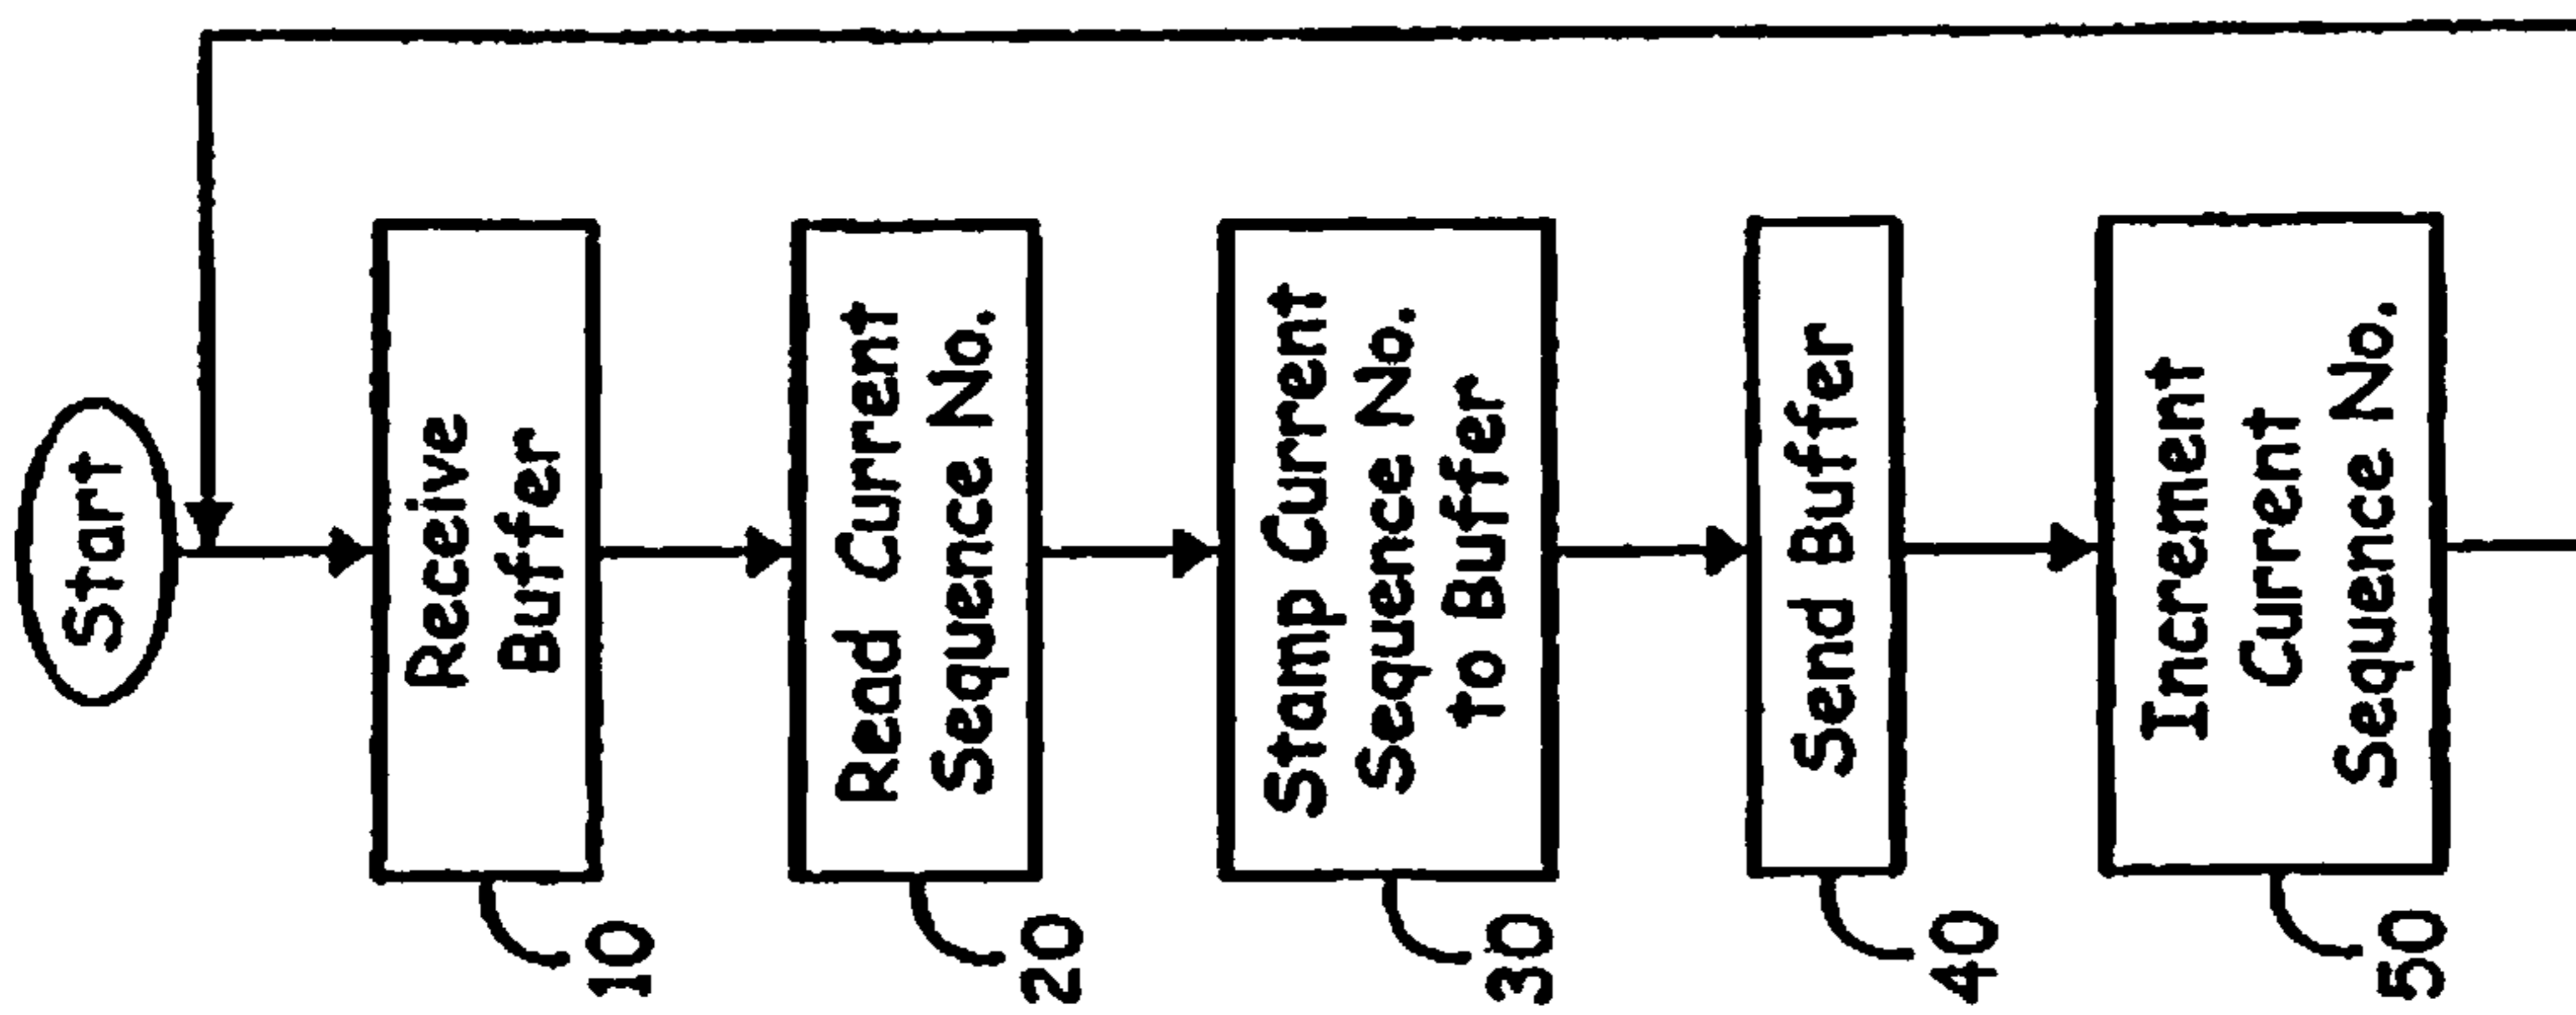 Start
Receive
Buffer
10
Read Current
Sequence No.
20
Stamp Current
Sequence No.
to Buffer
30
Send Buffer
40
Increment
Current
Sequence No.
50